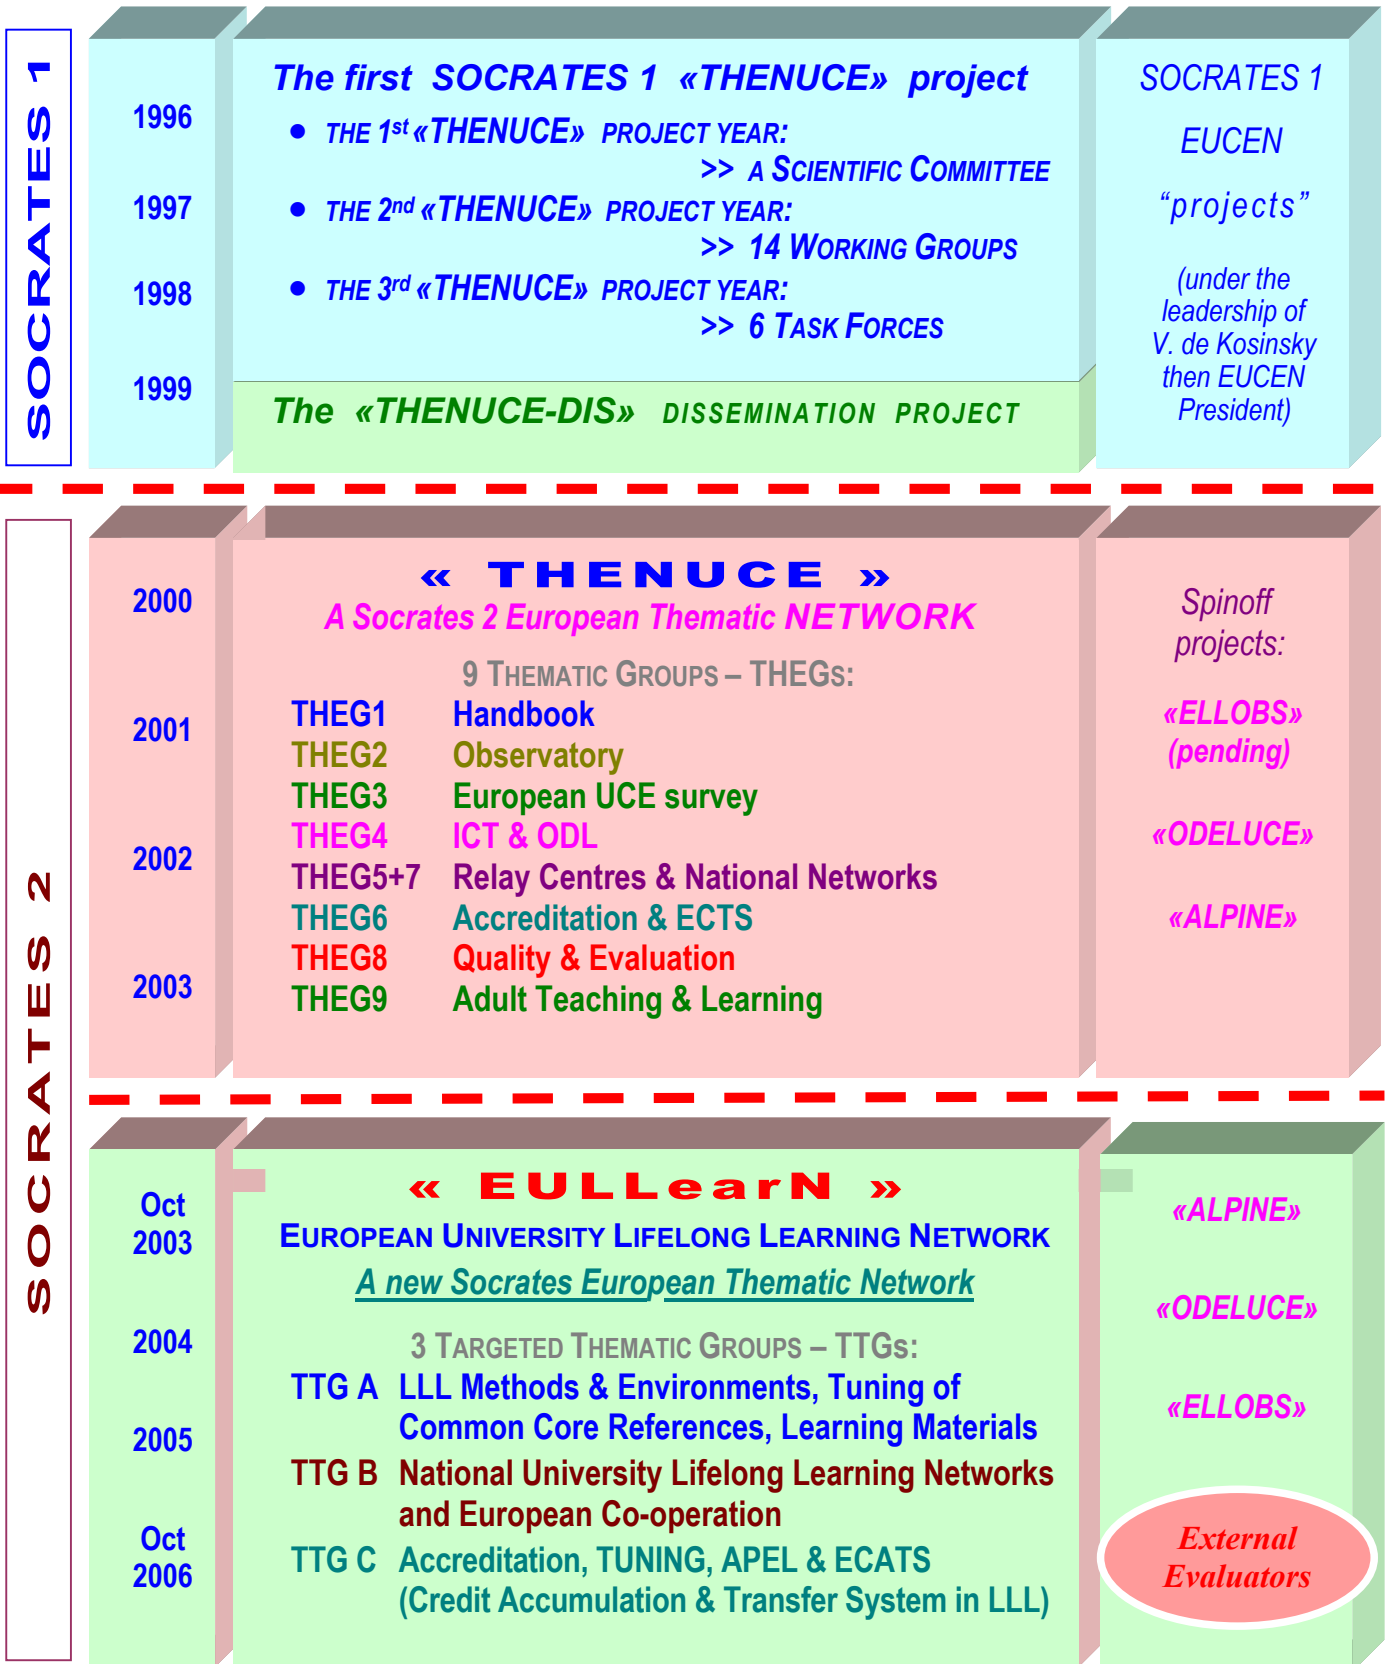 SOCRATES 1
1996
1997
1998
1999
The first SOCRATES 1 «THENUCE» project
• THE 1st «THENUCE» PROJECT YEAR:
>> A SCIENTIFIC COMMITTEE
• THE 2nd «THENUCE» PROJECT YEAR:
>> 14 WORKING GROUPS
• THE 3rd «THENUCE» PROJECT YEAR:
>> 6 TASK FORCES
The «THENUCE-DIS» DISSEMINATION PROJECT
SOCRATES 1
EUCEN
“projects”
(under the
leadership of
V. de Kosinsky
then EUCEN
President)
SOCRATES 2
2000
2001
2002
2003
« THENUCE »
A Socrates 2 European Thematic NETWORK
9 THEMATIC GROUPS – THEGS:
THEG1 Handbook
THEG2 Observatory
THEG3 European UCE survey
THEG4 ICT & ODL
THEG5+7 Relay Centres & National Networks
THEG6 Accreditation & ECTS
THEG8 Quality & Evaluation
THEG9 Adult Teaching & Learning
Spinoff
projects:
«ELLOBS»
(pending)
«ODELUCE»
«ALPINE»
Oct
2003
2004
2005
Oct
2006
« EULLearN »
EUROPEAN UNIVERSITY LIFELONG LEARNING NETWORK
A new Socrates European Thematic Network
3 TARGETED THEMATIC GROUPS – TTGs:
TTG A LLL Methods & Environments, Tuning of
Common Core References, Learning Materials
TTG B National University Lifelong Learning Networks
and European Co-operation
TTG C Accreditation, TUNING, APEL & ECATS
(Credit Accumulation & Transfer System in LLL)
«ALPINE»
«ODELUCE»
«ELLOBS»
External
Evaluators